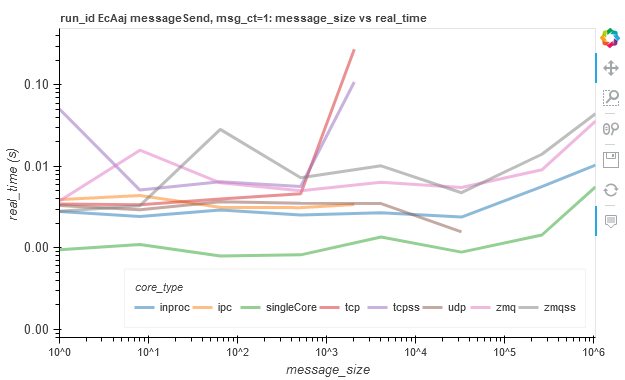 run_id EcAaj messageSend, msg_ct=1: message_size vs real_time
real_time (s)
0.10
0.01
0.00
0.00
core_type
inproc ipc singleCore tcp tcpss udp zmq zmqss
10^0 10^1 10^2 10^3 10^4 10^5 10^6
message_size